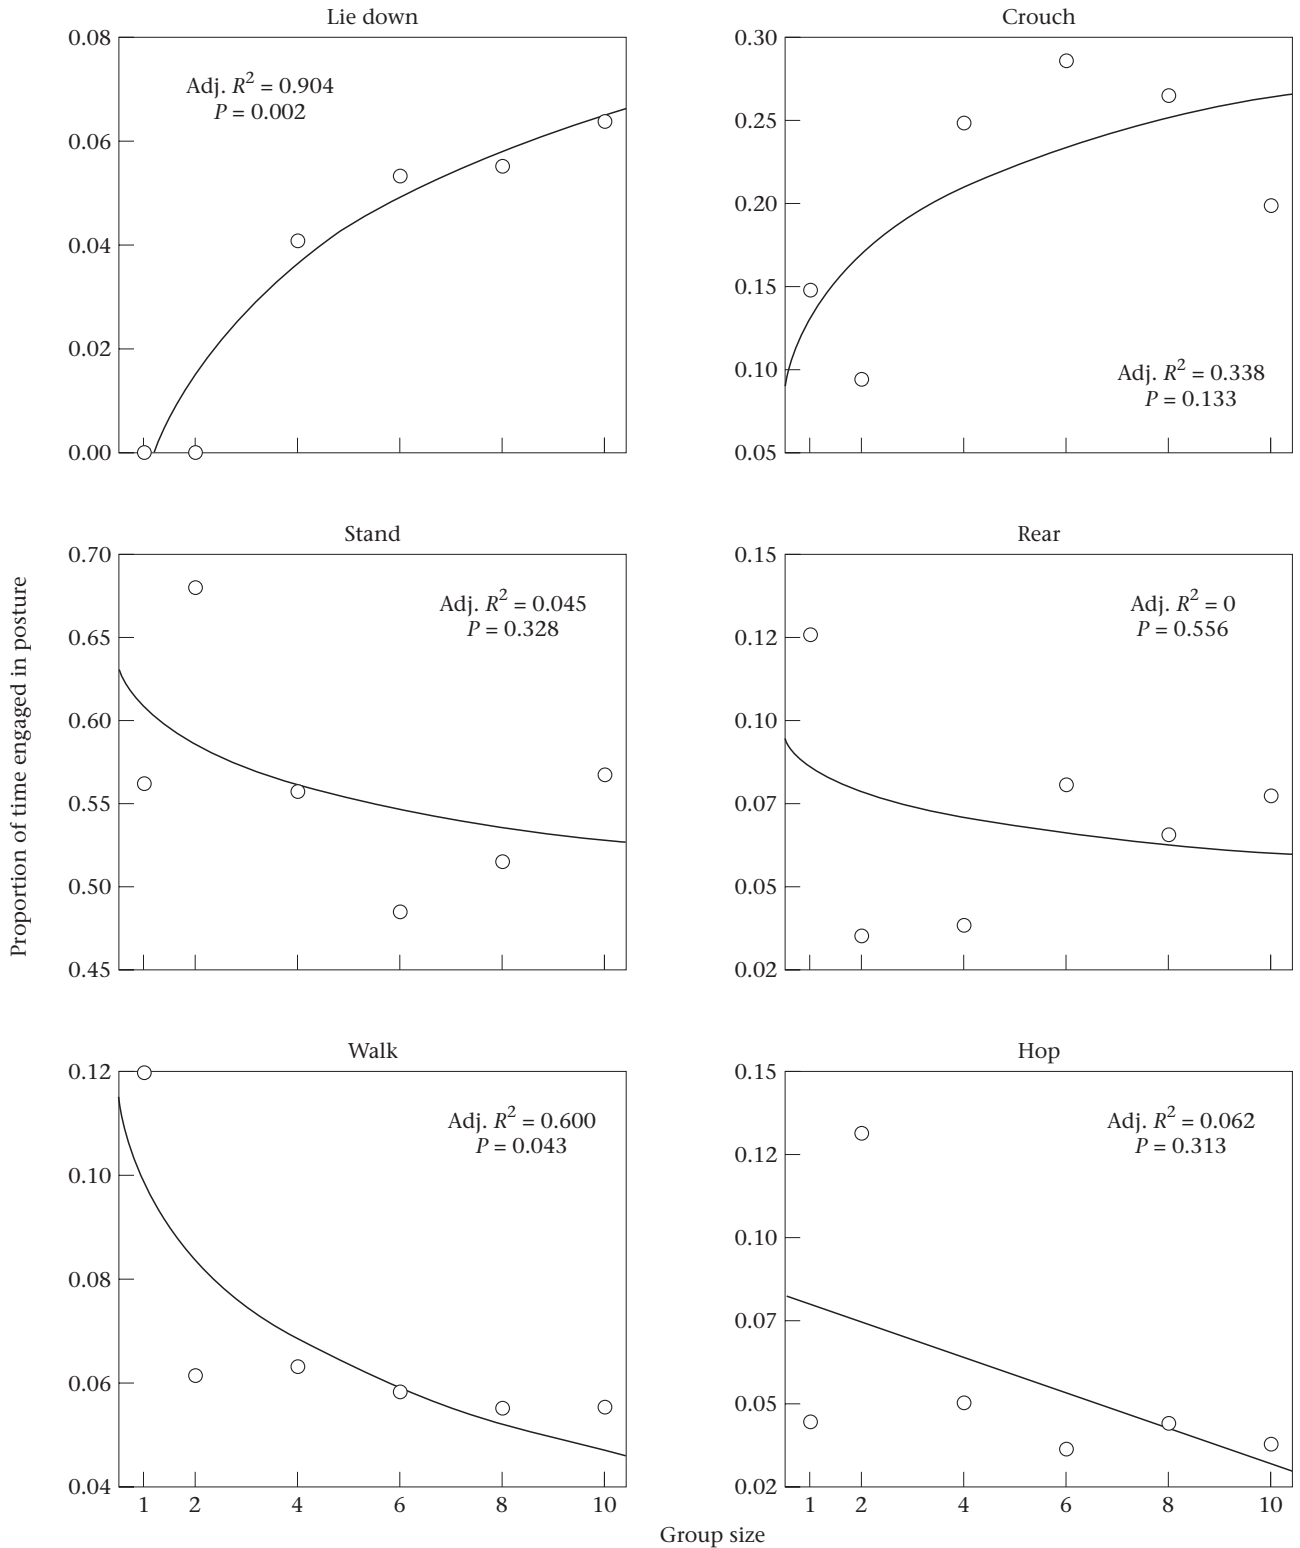 Lie down
0.08
0.06
0.04
0.02
0.00
Adj. R2 = 0.904
P = 0.002
Crouch
0.30
0.25
0.20
0.15
0.10
0.05
Adj. R2 = 0.338
P = 0.133
Proportion of time engaged in posture
Stand
0.70
0.65
0.60
0.55
0.50
0.45
Adj. R2 = 0.045
P = 0.328
Rear
0.15
0.12
0.10
0.07
0.05
0.02
Adj. R2 = 0
P = 0.556
Walk
0.12
0.10
0.08
0.06
0.04
Adj. R2 = 0.600
P = 0.043
1 2 4 6 8 10
Hop
0.15
0.12
0.10
0.07
0.05
0.02
Adj. R2 = 0.062
P = 0.313
1 2 4 6 8 10
Group size